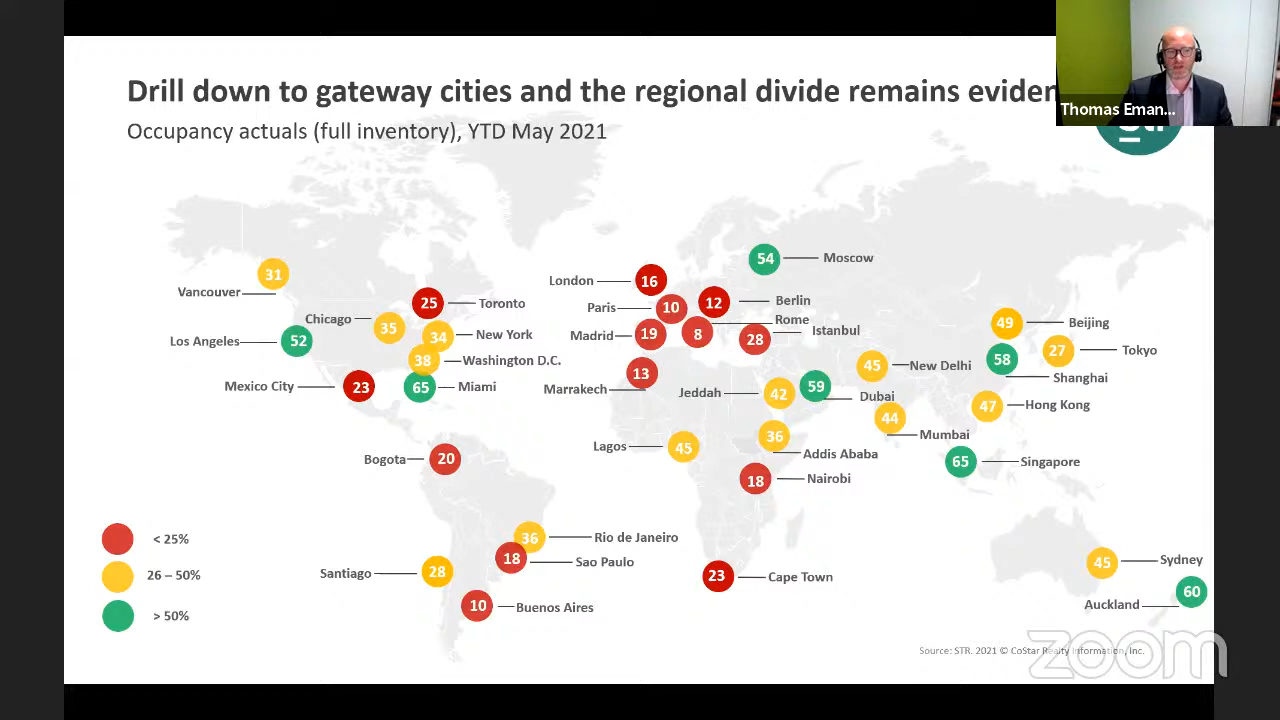 Drill down to gateway cities and the regional divide remains eviden
Thomas Eman...
Occupancy actuals (full inventory), YTD May 2021
31
Vancouver
Chicago
35
25
Toronto
34
New York
Los Angeles
52
38
Washington D.C.
Mexico City
23
65
Miami
Bogota
20
36
Rio de Janeiro
18
Sao Paulo
Santiago
28
10
Buenos Aires
London
16
54
Moscow
Paris
10
12
Berlin
Rome
Madrid
19
8
28
Istanbul
13
Marrakech
Jeddah
42
59
Dubai
Lagos
45
36
Addis Ababa
18
Nairobi
23
Cape Town
49
Beijing
27
Tokyo
45
New Delhi
58
Shanghai
47
Hong Kong
44
Mumbai
65
Singapore
45
Sydney
60
Auckland
< 25%
26 – 50%
> 50%
Source: STR. 2021 © CoStar Realty Information, Inc.
zoom